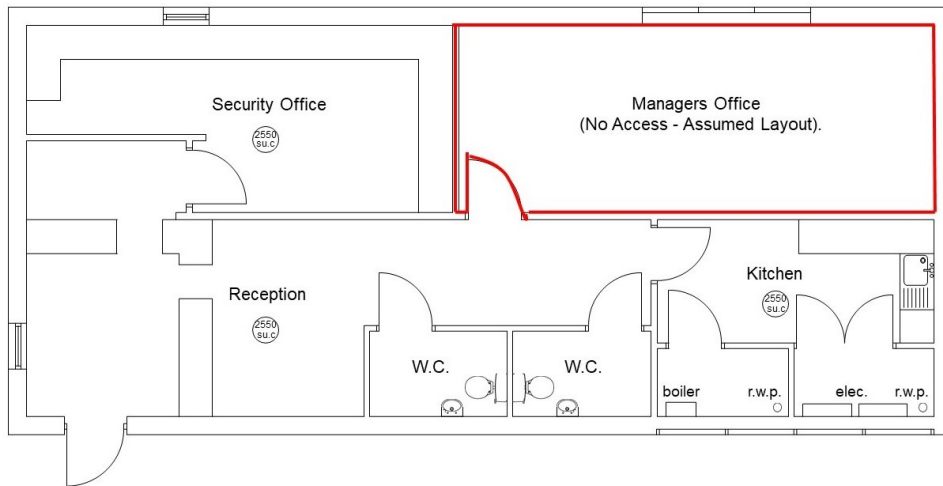 Security Office
2550
su.c
Managers Office
(No Access - Assumed Layout).
Reception
2550
su.c
Kitchen
2550
su.c
W.C.
W.C.
boiler
r.w.p.
elec.
r.w.p.